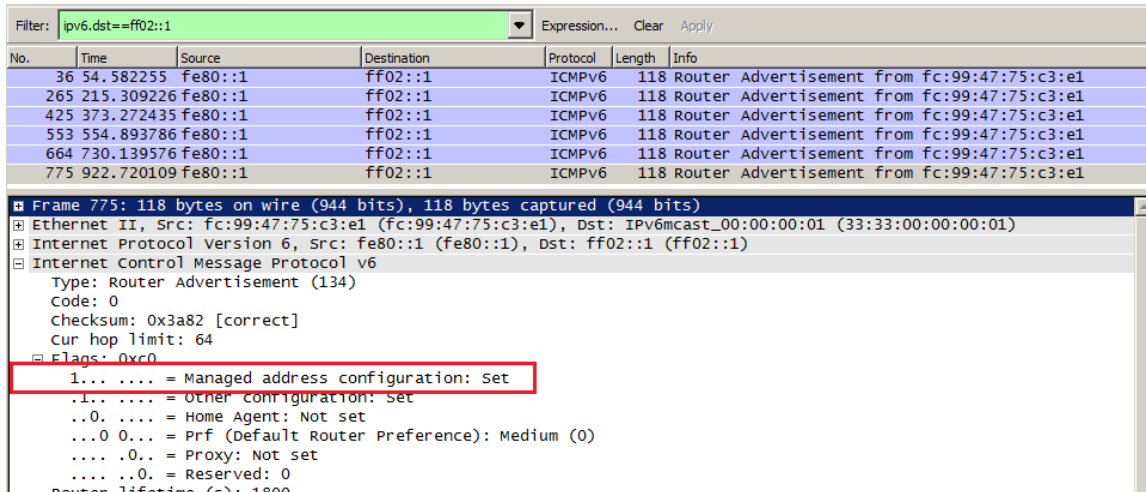 Filter: ipv6.dst==ff02::1 Expression... Clear Apply
No. Time Source Destination Protocol Length Info
36 54.582255 fe80::1 ff02::1 ICMPv6 118 Router Advertisement from fc:99:47:75:c3:e1
265 215.309226 fe80::1 ff02::1 ICMPv6 118 Router Advertisement from fc:99:47:75:c3:e1
425 373.272435 fe80::1 ff02::1 ICMPv6 118 Router Advertisement from fc:99:47:75:c3:e1
553 554.893786 fe80::1 ff02::1 ICMPv6 118 Router Advertisement from fc:99:47:75:c3:e1
664 730.139576 fe80::1 ff02::1 ICMPv6 118 Router Advertisement from fc:99:47:75:c3:e1
775 922.720109 fe80::1 ff02::1 ICMPv6 118 Router Advertisement from fc:99:47:75:c3:e1
Frame 775: 118 bytes on wire (944 bits), 118 bytes captured (944 bits)
Ethernet II, Src: fc:99:47:75:c3:e1 (fc:99:47:75:c3:e1), Dst: IPv6mcast_00:00:00:01 (33:33:00:00:00:01)
Internet Protocol Version 6, Src: fe80::1 (fe80::1), Dst: ff02::1 (ff02::1)
Internet Control Message Protocol v6
Type: Router Advertisement (134)
Code: 0
Checksum: 0x3a82 [correct]
Cur hop limit: 64
Flags: 0xc0
1... .... = Managed address configuration: Set
.1.. .... = Other configuration: Set
..0. .... = Home Agent: Not set
...0 0... = Prf (Default Router Preference): Medium (0)
.... .0.. = Proxy: Not set
.... ..0. = Reserved: 0
Router lifetime (s): 1800